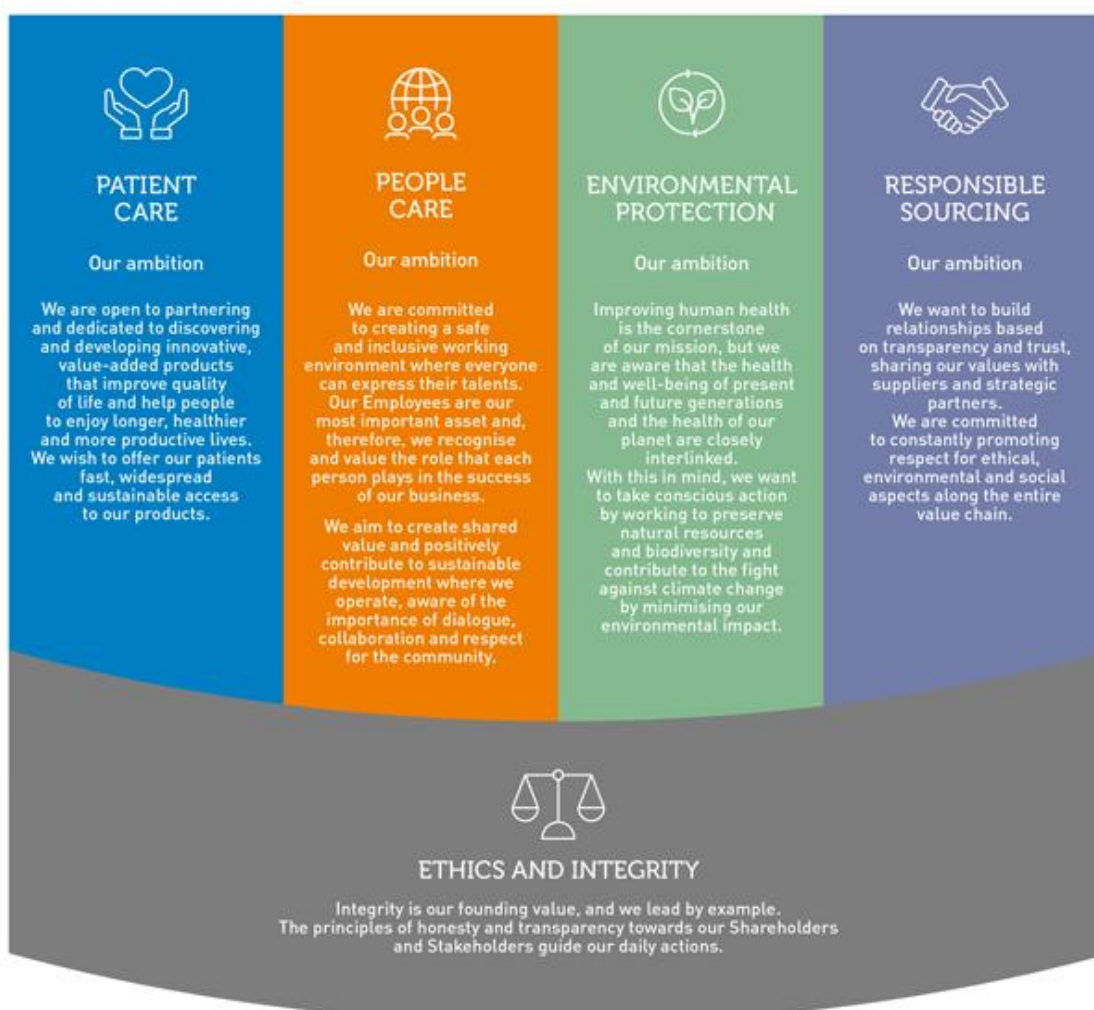 PATIENT
CARE
Our ambition
We are open to partnering
and dedicated to discovering
and developing innovative,
value-added products
that improve quality
of life and help people
to enjoy longer, healthier
and more productive lives.
We wish to offer our patients
fast, widespread
and sustainable access
to our products.
PEOPLE
CARE
Our ambition
We are committed
to creating a safe
and inclusive working
environment where everyone
can express their talents.
Our Employees are our
most important asset and,
therefore, we recognise
and value the role that each
person plays in the success
of our business.
We aim to create shared
value and positively
contribute to sustainable
development where we
operate, aware of the
importance of dialogue,
collaboration and respect
for the community.
ENVIRONMENTAL
PROTECTION
Our ambition
Improving human health
is the cornerstone
of our mission, but we
are aware that the health
and well-being of present
and future generations
and the health of our
planet are closely
interlinked.
With this in mind, we want
to take conscious action
by working to preserve
natural resources
and biodiversity and
contribute to the fight
against climate change
by minimising our
environmental impact.
RESPONSIBLE
SOURCING
Our ambition
We want to build
relationships based
on transparency and trust,
sharing our values with
suppliers and strategic
partners.
We are committed
to constantly promoting
respect for ethical,
environmental and social
aspects along the entire
value chain.
ETHICS AND INTEGRITY
Integrity is our founding value, and we lead by example.
The principles of honesty and transparency towards our Shareholders
and Stakeholders guide our daily actions.